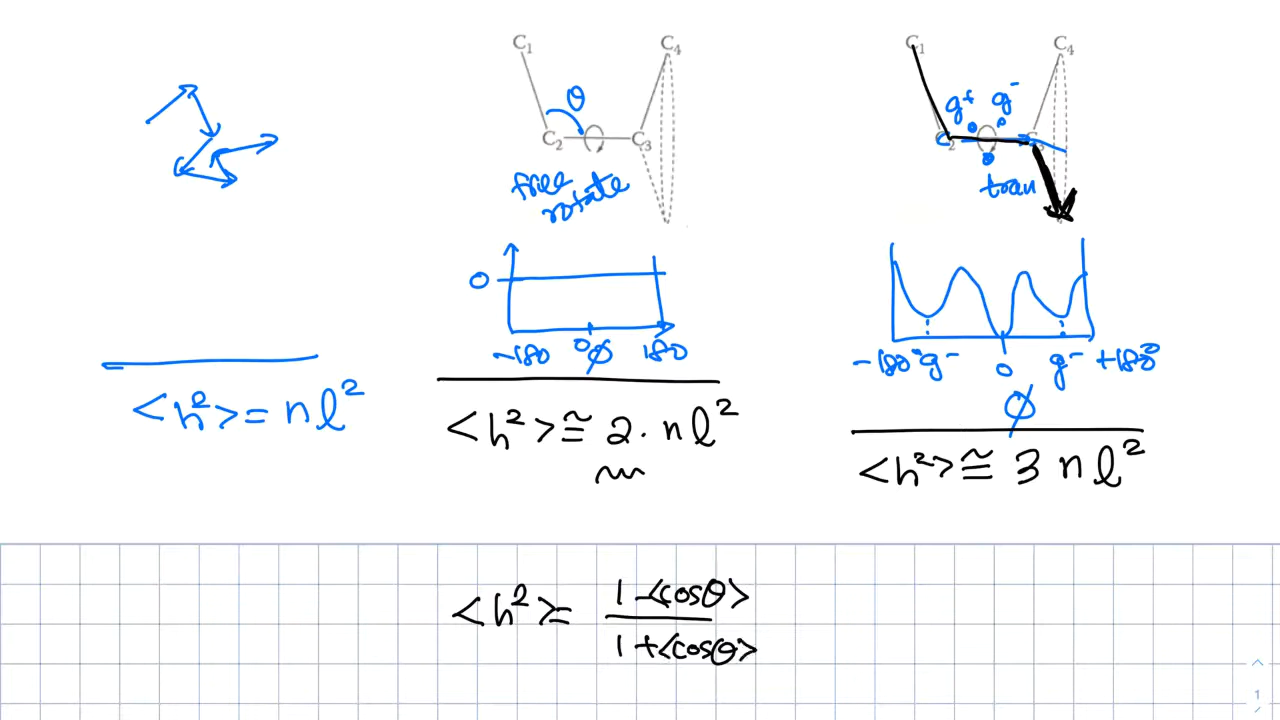 C₁ C₄
θ
C₂ C₃
free
rotate
C₁ C₄
g⁺ g⁻
C₂
tran
0
-180 0 ϕ 180
-180° g⁻ 0 g⁻ +180°
ϕ
<h²> = nl²
<h²> ≅ 2 · nl²
<h²> ≅ 3 nl²
<h²> = 1 - <cosθ>
1 + <cosθ>
1